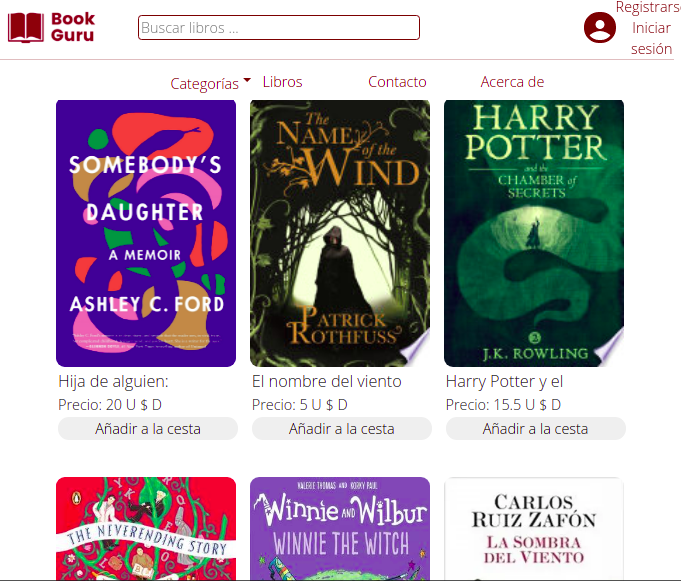 Book
Guru
Buscar libros ...
Registrars
Iniciar
sesión
Categorías
Libros
Contacto
Acerca de
SOMEBODY'S
DAUGHTER
A MEMOIR
ASHLEY C. FORD
The
NAME
of the
WIND
PATRICK
ROTHFUSS
HARRY
POTTER
and the
CHAMBER of
SECRETS
2
J.K. ROWLING
Hija de alguien:
Precio: 20 U $ D
Añadir a la cesta
El nombre del viento
Precio: 5 U $ D
Añadir a la cesta
Harry Potter y el
Precio: 15.5 U $ D
Añadir a la cesta
THE NEVERENDING STORY
VALERIE THOMAS AND KORKY PAUL
Winnie AND Wilbur
WINNIE THE WITCH
CARLOS
RUIZ ZAFÓN
LA SOMBRA
DEL VIENTO